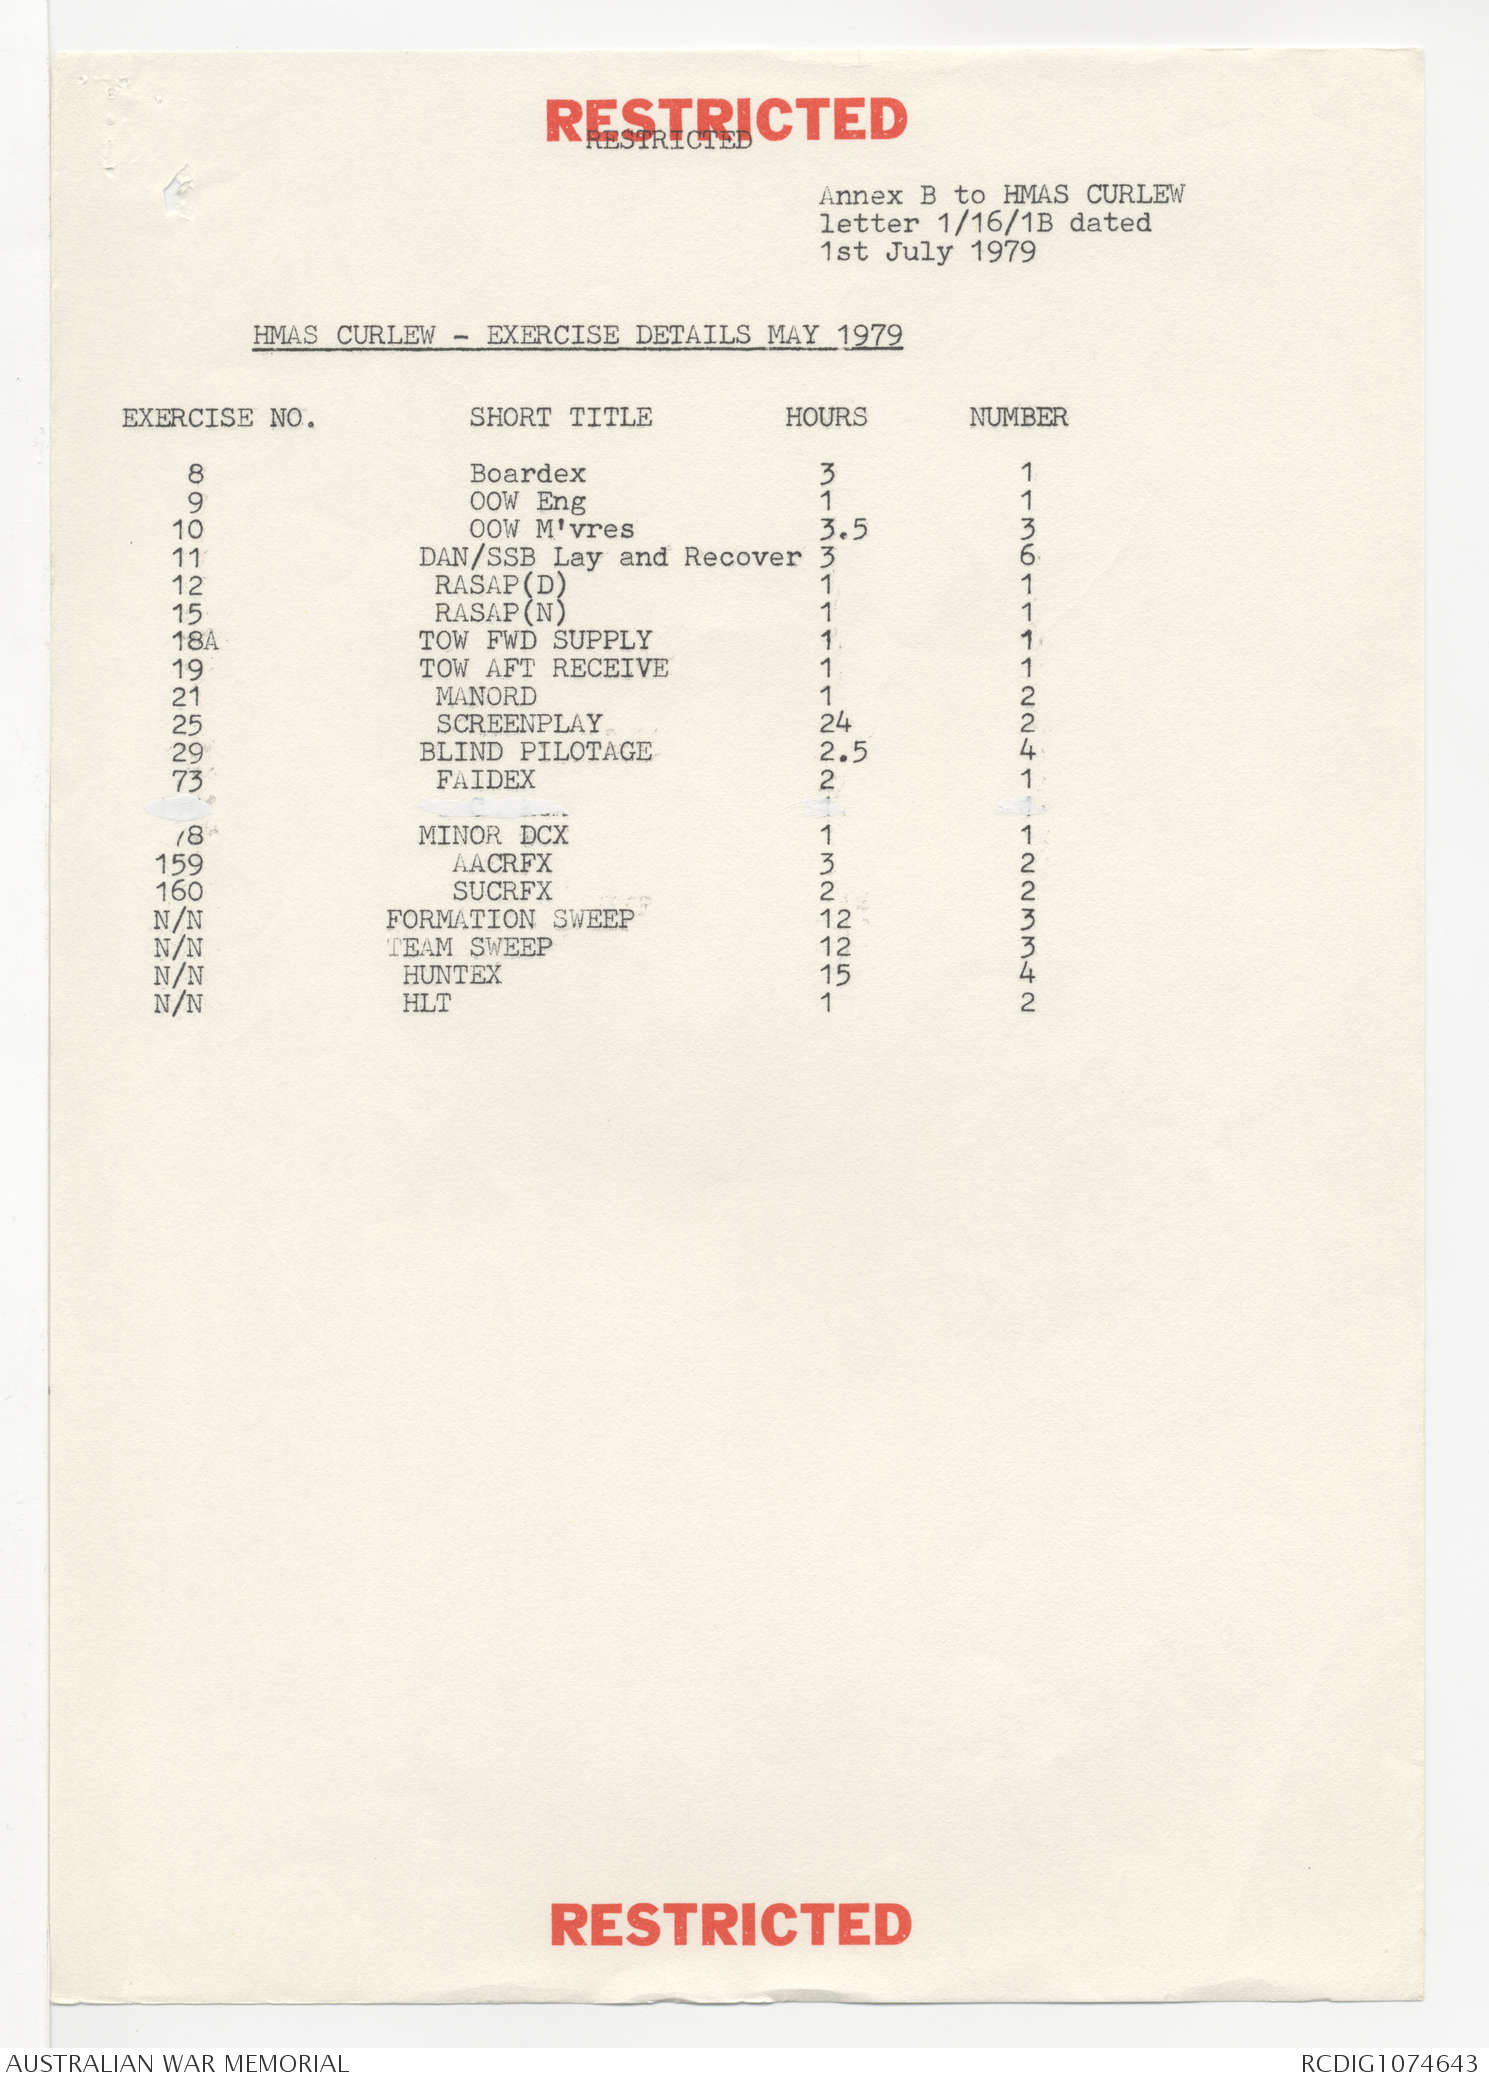 RESTRICTED
RESTRICTED
Annex B to HMAS CURLEW
letter 1/16/1B dated
1st July 1979
HMAS CURLEW - EXERCISE DETAILS MAY 1979
EXERCISE NO. SHORT TITLE HOURS NUMBER
8 Boardex 3 1
9 OOW Eng 1 1
10 OOW M'vres 3.5 3
11 DAN/SSB Lay and Recover 3 6
12 RASAP(D) 1 1
15 RASAP(N) 1 1
18A TOW FWD SUPPLY 1 1
19 TOW AFT RECEIVE 1 1
21 MANORD 1 2
25 SCREENPLAY 24 2
29 BLIND PILOTAGE 2.5 4
73 FAIDEX 2 1
78 MINOR DCX 1 1
159 AACRFX 3 2
160 SUCRFX 2 2
N/N FORMATION SWEEP 12 3
N/N TEAM SWEEP 12 3
N/N HUNTEX 15 4
N/N HLT 1 2
RESTRICTED
AUSTRALIAN WAR MEMORIAL RCDIG1074643